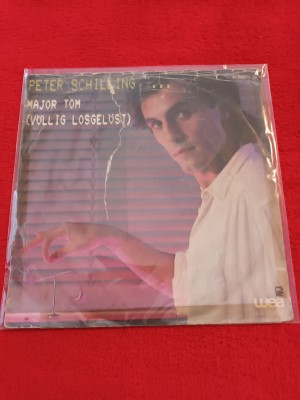 PETER SCHILLING
MAJOR TOM
(VÖLLIG LOSGELÖST)
wea